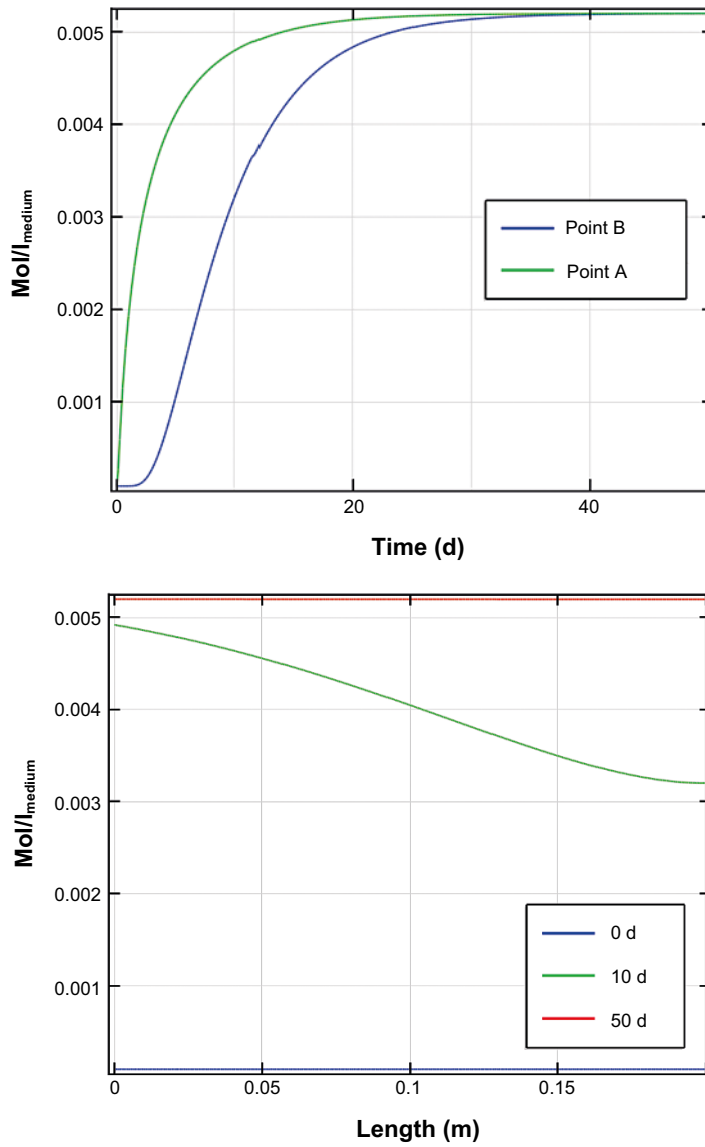 0.005
0.004
0.003
0.002
0.001
Mol/l_medium
Point B
Point A
0
20
40
Time (d)
0.005
0.004
0.003
0.002
0.001
Mol/l_medium
0 d
10 d
50 d
0
0.05
0.1
0.15
Length (m)